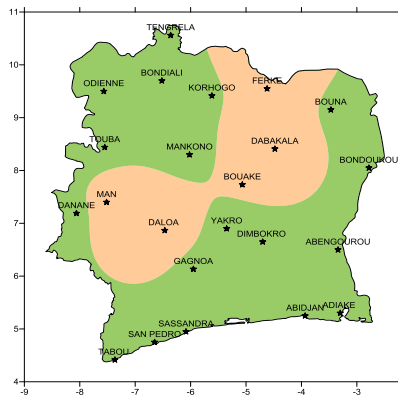 11
TENGRELA
10
ODIENNE
BONDIALI
KORHOGO
FERKE
BOUNA
9
TOUBA
MANKONO
DABAKALA
BONDOUKOU
8
BOUAKE
MAN
DANANE
7
DALOA
YAKRO
DIMBOKRO
ABENGOUROU
GAGNOA
6
SASSANDRA
ABIDJAN
ADIAKE
5
SAN PEDRO
TABOU
4
-9 -8 -7 -6 -5 -4 -3 -2